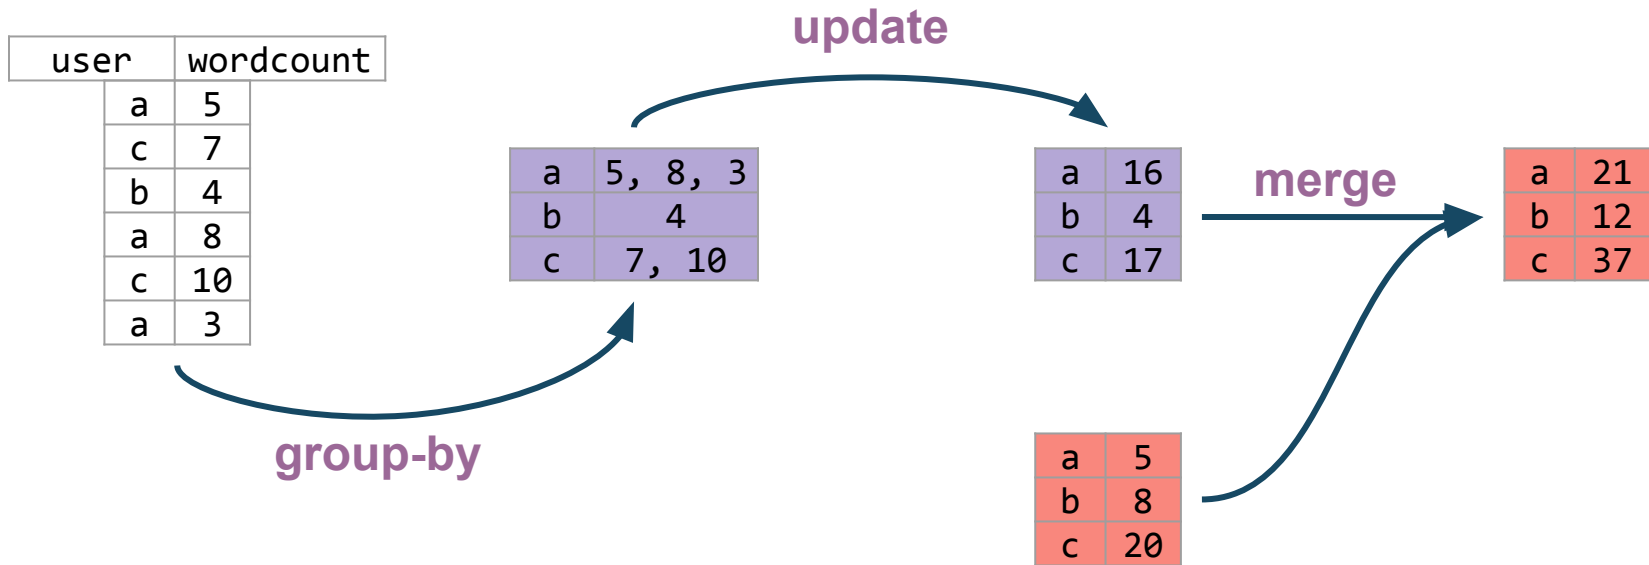 user wordcount
a 5
c 7
b 4
a 8
c 10
a 3
group-by
a 5, 8, 3
b 4
c 7, 10
update
a 16
b 4
c 17
merge
a 5
b 8
c 20
a 21
b 12
c 37